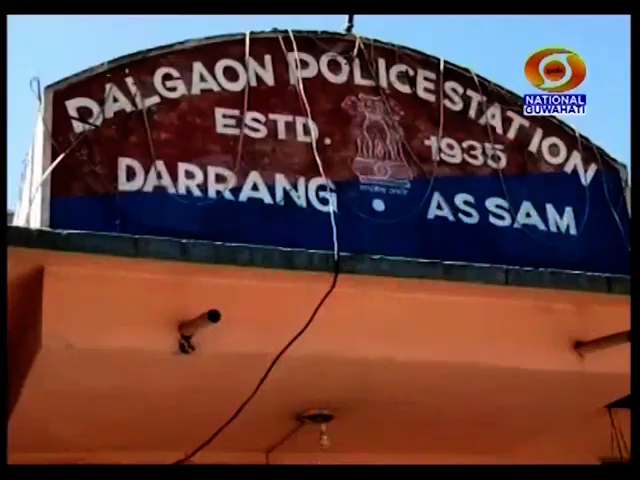 DALGAON POLICE STATION
ESTD. 1935
DARRANG ASSAM
NATIONAL
GUWAHATI